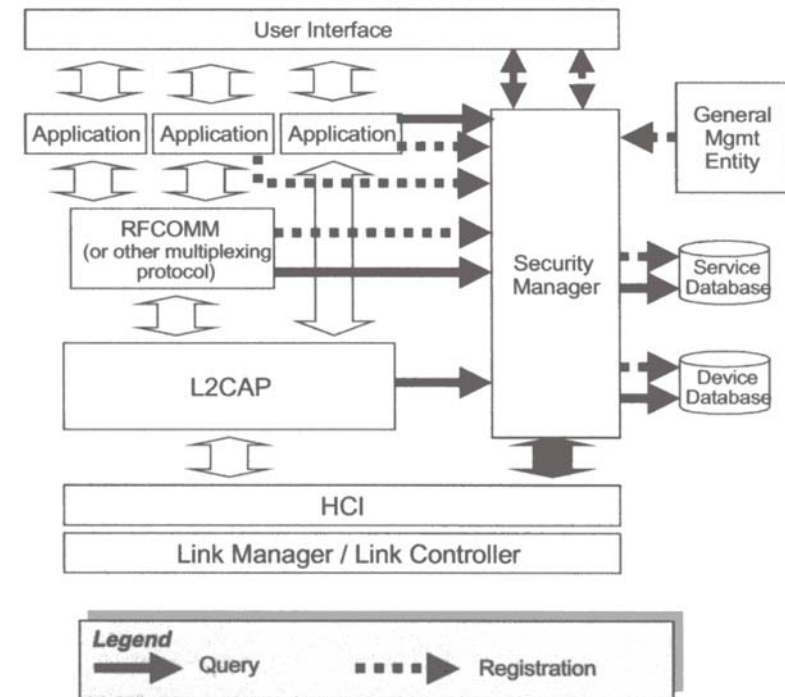 User Interface
Application
Application
Application
General
Mgmt
Entity
RFCOMM
(or other multiplexing
protocol)
Security
Manager
Service
Database
L2CAP
Device
Database
HCI
Link Manager / Link Controller
Legend
Query
Registration